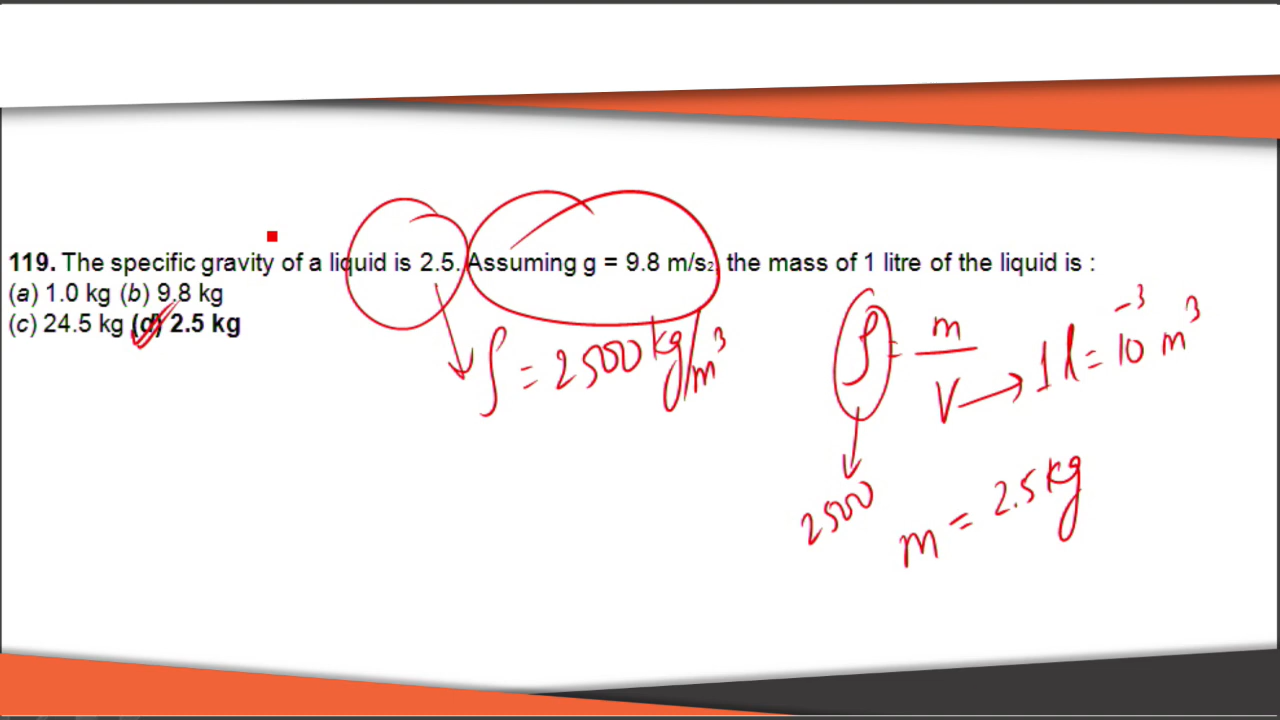 119. The specific gravity of a liquid is 2.5. Assuming g = 9.8 m/s2, the mass of 1 litre of the liquid is :
(a) 1.0 kg (b) 9.8 kg
(c) 24.5 kg (d) 2.5 kg
ρ = 2500 kg/m³
ρ = m/V → 1 l = 10⁻³ m³
2500
m = 2.5 kg